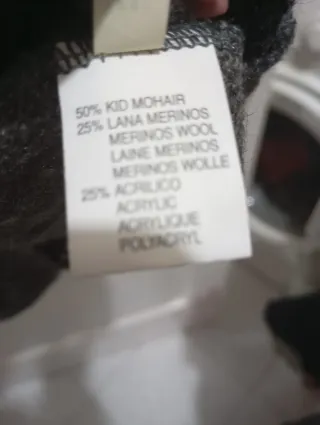 50% KID MOHAIR
25% LANA MERINOS
MERINOS WOOL
LAINE MERINOS
MERINOS WOLLE
25% ACRILICO
ACRYLIC
ACRYLIQUE
POLYACRYL